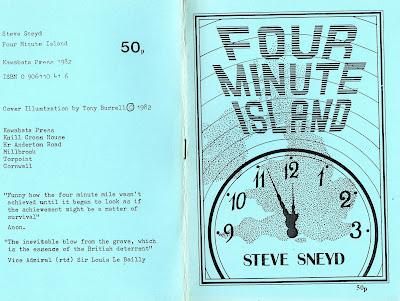 Steve Sneyd
Four Minute Island
50p
Kawabata Press 1982
ISBN 0 906110 41 6
Cover Illustration by Tony Burrell © 1982
Kawabata Press
Knill Cross House
Nr Anderton Road
Millbrook
Torpoint
Cornwall
"Funny how the four minute mile wasn't
achieved until it began to look as if
the achievement might be a matter of
survival"
Anon.
"The inevitable blow from the grave, which
is the essence of the British deterrent"
Vice Admiral (rtd) Sir Louis Le Bailly
FOUR
MINUTE
ISLAND
9 10 11 12 1 2 3
STEVE SNEYD
50p